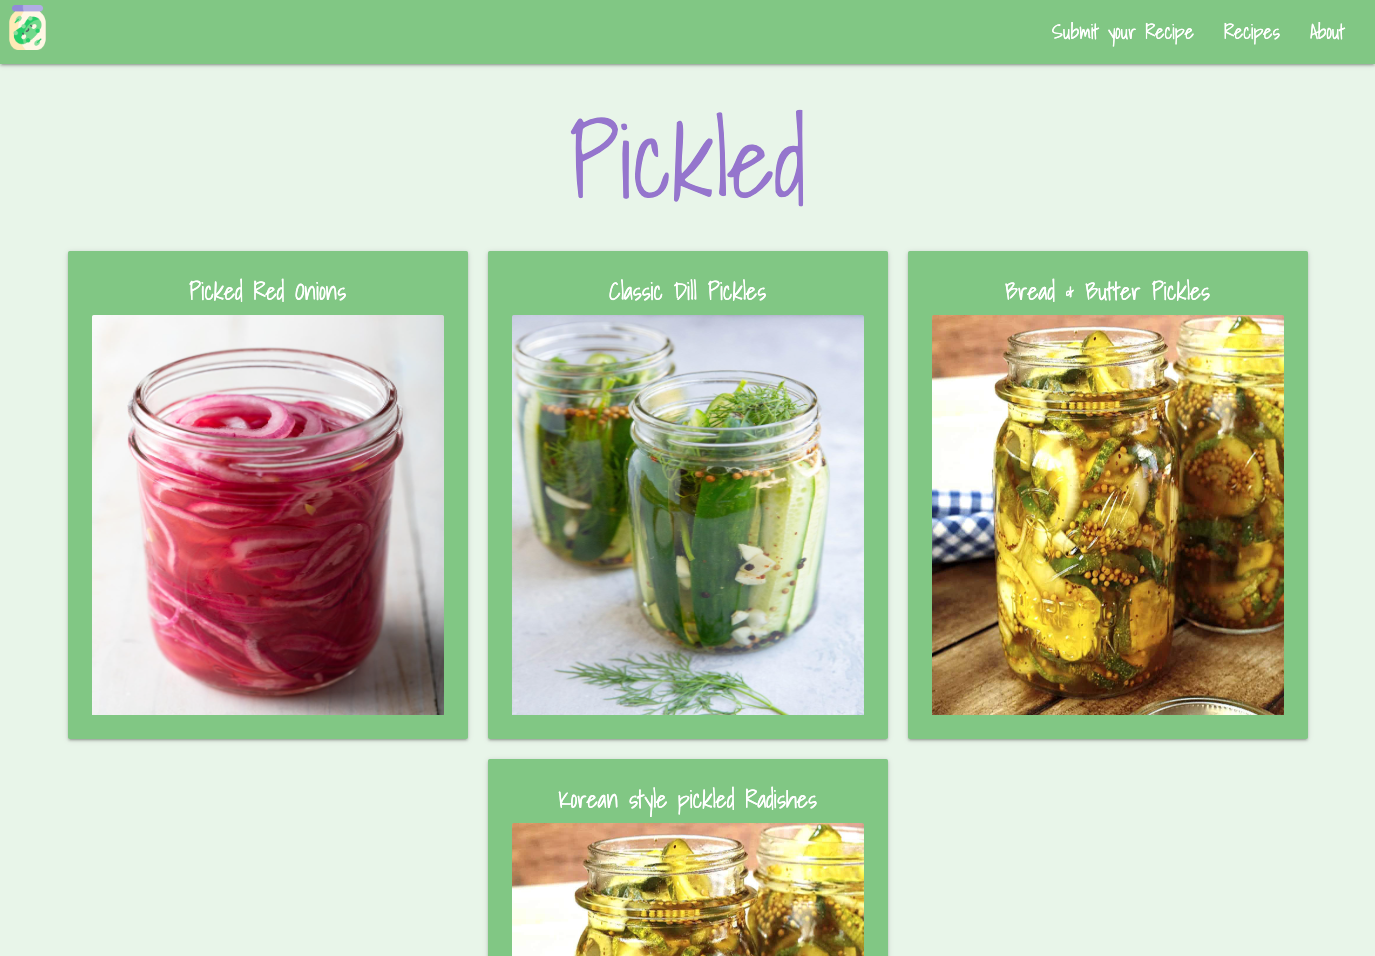 Submit your Recipe Recipes About
Pickled
Picked Red Onions
Classic Dill Pickles
Bread & Butter Pickles
Korean style pickled Radishes